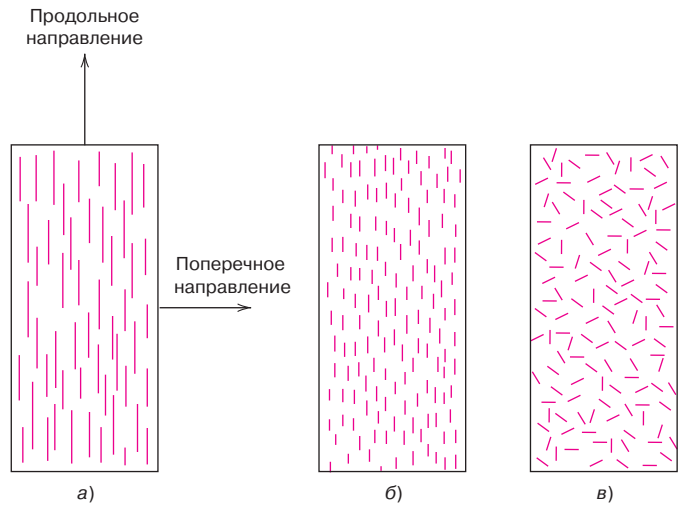 Продольное
направление
Поперечное
направление
а)
б)
в)